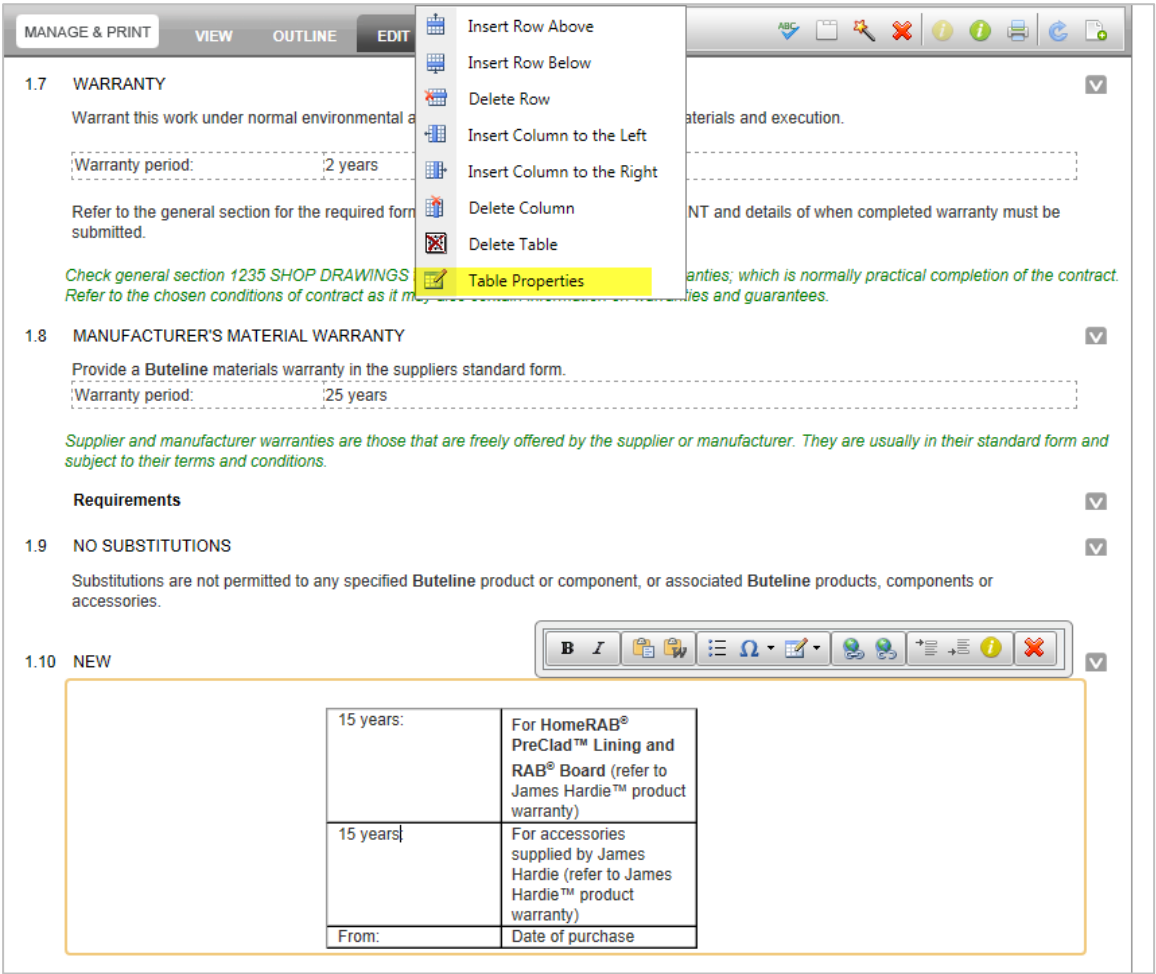 MANAGE & PRINT VIEW OUTLINE EDIT ABC
Insert Row Above
Insert Row Below
Delete Row
Insert Column to the Left
Insert Column to the Right
Delete Column
Delete Table
Table Properties
1.7 WARRANTY
Warrant this work under normal environmental a aterials and execution.
Warranty period: 2 years
Refer to the general section for the required form NT and details of when completed warranty must be
submitted.
Check general section 1235 SHOP DRAWINGS anties; which is normally practical completion of the contract.
Refer to the chosen conditions of contract as it may also contain information on warranties and guarantees.
1.8 MANUFACTURER'S MATERIAL WARRANTY
Provide a Buteline materials warranty in the suppliers standard form.
Warranty period: 25 years
Supplier and manufacturer warranties are those that are freely offered by the supplier or manufacturer. They are usually in their standard form and
subject to their terms and conditions.
Requirements
1.9 NO SUBSTITUTIONS
Substitutions are not permitted to any specified Buteline product or component, or associated Buteline products, components or
accessories.
B I Ω
1.10 NEW
15 years: For HomeRAB®
PreClad™ Lining and
RAB® Board (refer to
James Hardie™ product
warranty)
15 years: For accessories
supplied by James
Hardie (refer to James
Hardie™ product
warranty)
From: Date of purchase